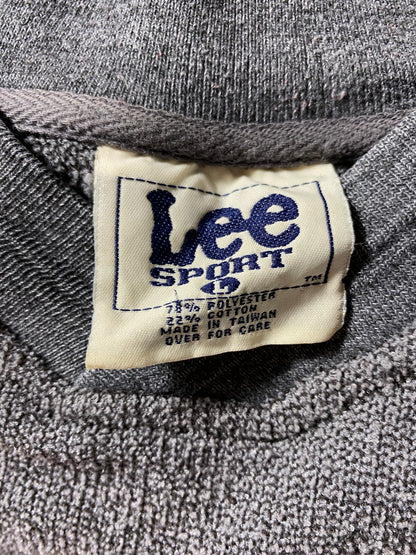 Lee
SPORT
L
TM
78% POLYESTER
22% COTTON
MADE IN TAIWAN
OVER FOR CARE